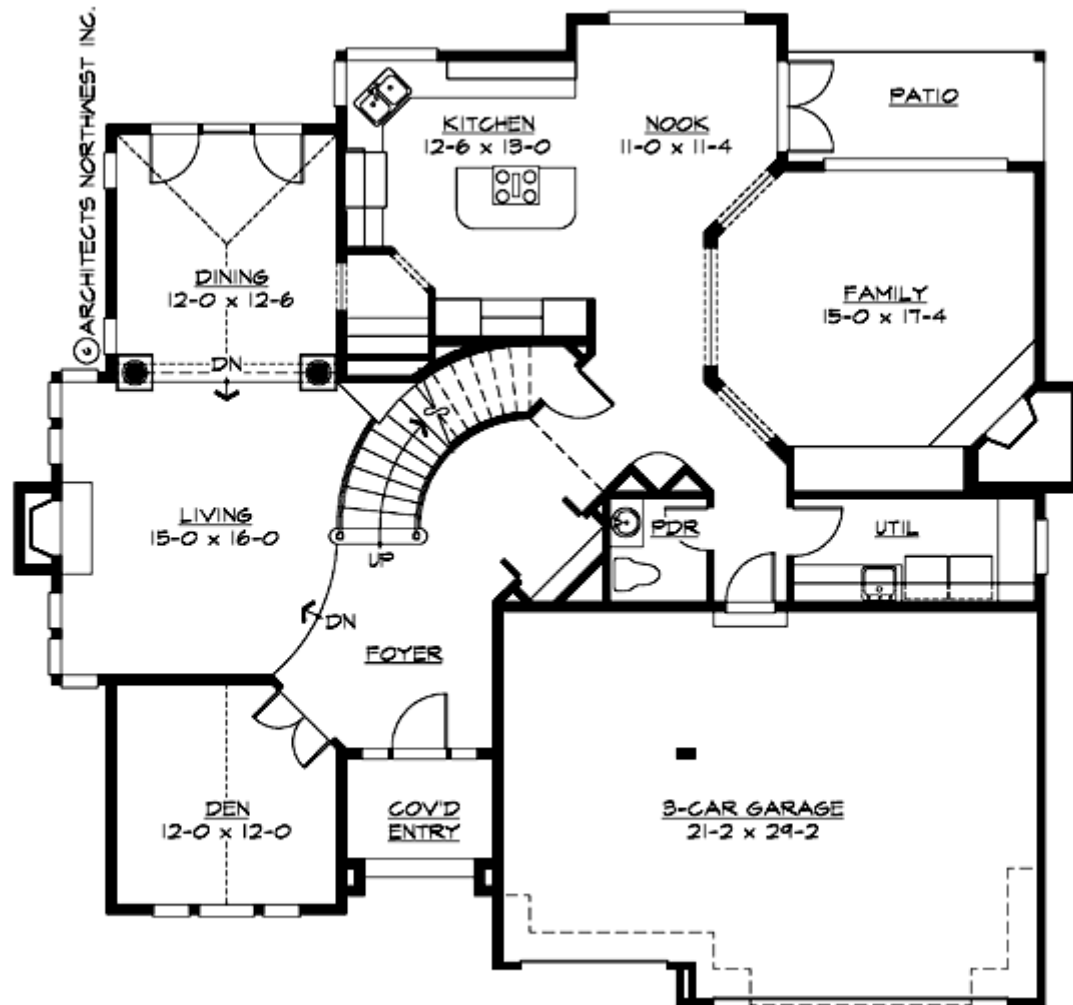 © ARCHITECTS NORTHWEST INC.
KITCHEN
12-6 x 13-0
NOOK
11-0 x 11-4
PATIO
DINING
12-0 x 12-6
FAMILY
15-0 x 17-4
DN
LIVING
15-0 x 16-0
UP
PDR
UTIL
DN
FOYER
DEN
12-0 x 12-0
COV'D
ENTRY
3-CAR GARAGE
21-2 x 29-2